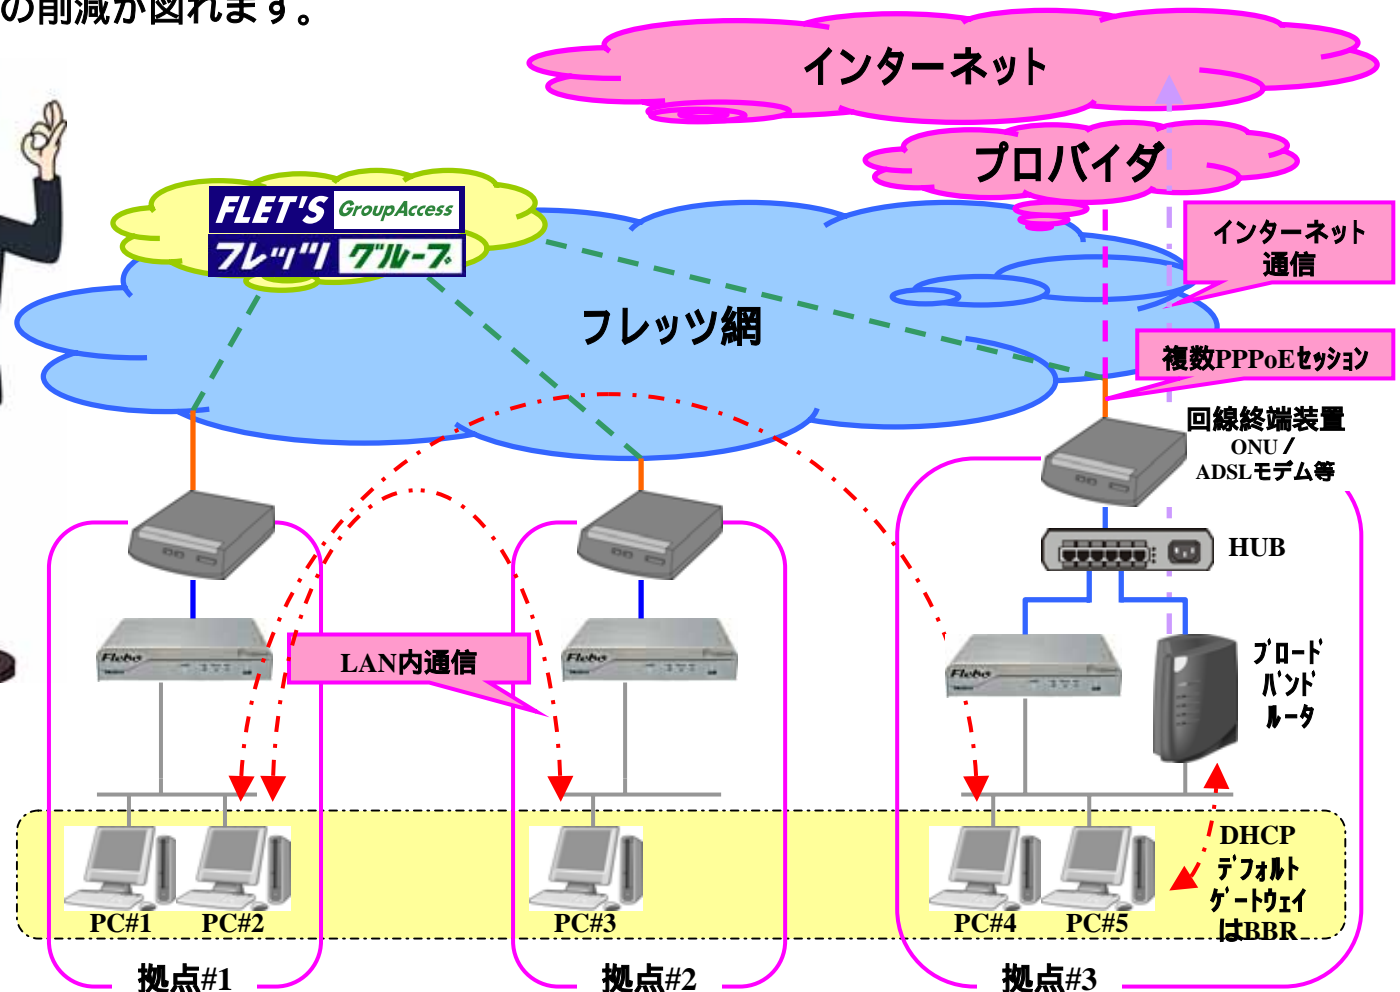 の削減が図れます。
インターネット
プロバイダ
FLET'S GroupAccess
フレッツ グループ
インターネット
通信
フレッツ網
複数PPPoEセッション
回線終端装置
ONU/
ADSLモデム等
HUB
Flebo
Flebo
Flebo
LAN内通信
ブロード
バンド
ルータ
DHCP
デフォルト
ゲートウェイ
はBBR
PC#1
PC#2
PC#3
PC#4
PC#5
拠点#1
拠点#2
拠点#3